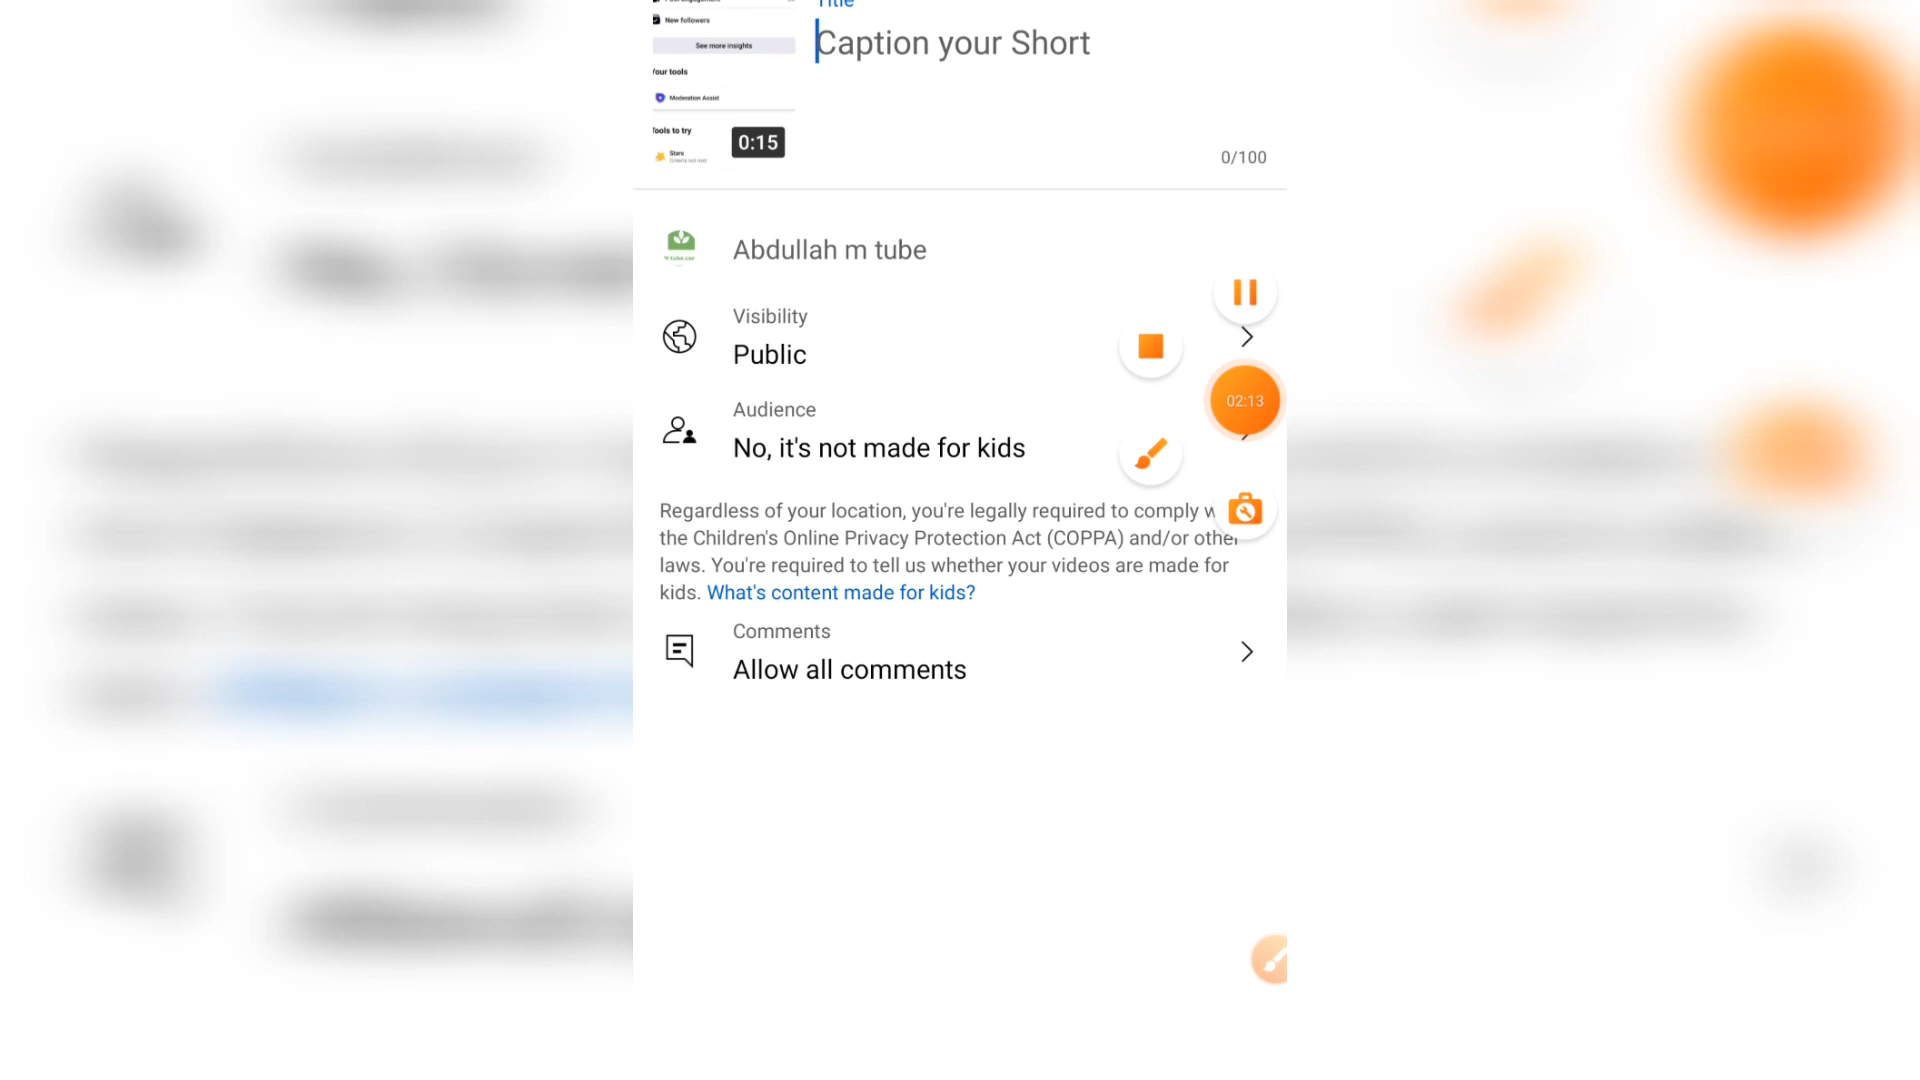 New followers
See more insights
Your tools
Moderation Assist
Tools to try
Stars
Criteria not met
0:15
Title
Caption your Short
0/100
Abdullah m tube
Visibility
Public
Audience
No, it's not made for kids
02:13
Regardless of your location, you're legally required to comply w
the Children's Online Privacy Protection Act (COPPA) and/or other
laws. You're required to tell us whether your videos are made for
kids. What's content made for kids?
Comments
Allow all comments